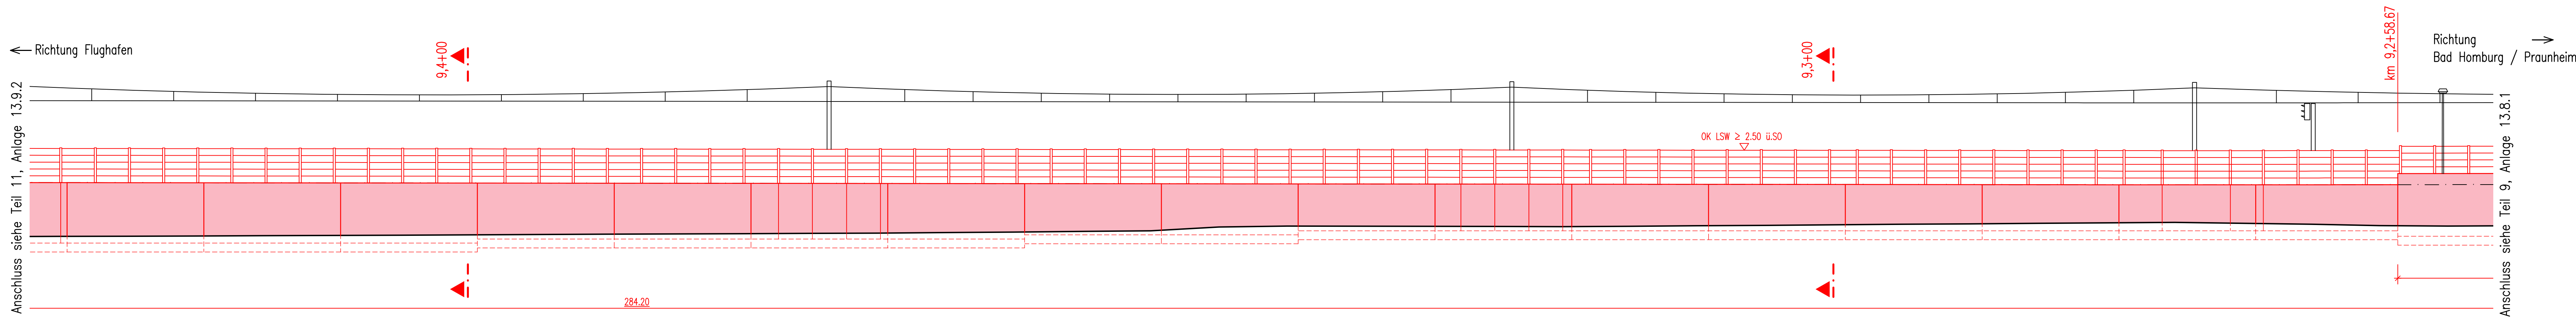 ← Richtung Flughafen
9,4+00
9,3+00
km 9,2+58.67
Richtung →
Bad Homburg / Praunheim
Anschluss siehe Teil 11, Anlage 13.9.2
OK LSW ≥ 2.50 ü.SO
Anschluss siehe Teil 9, Anlage 13.8.1
284.20